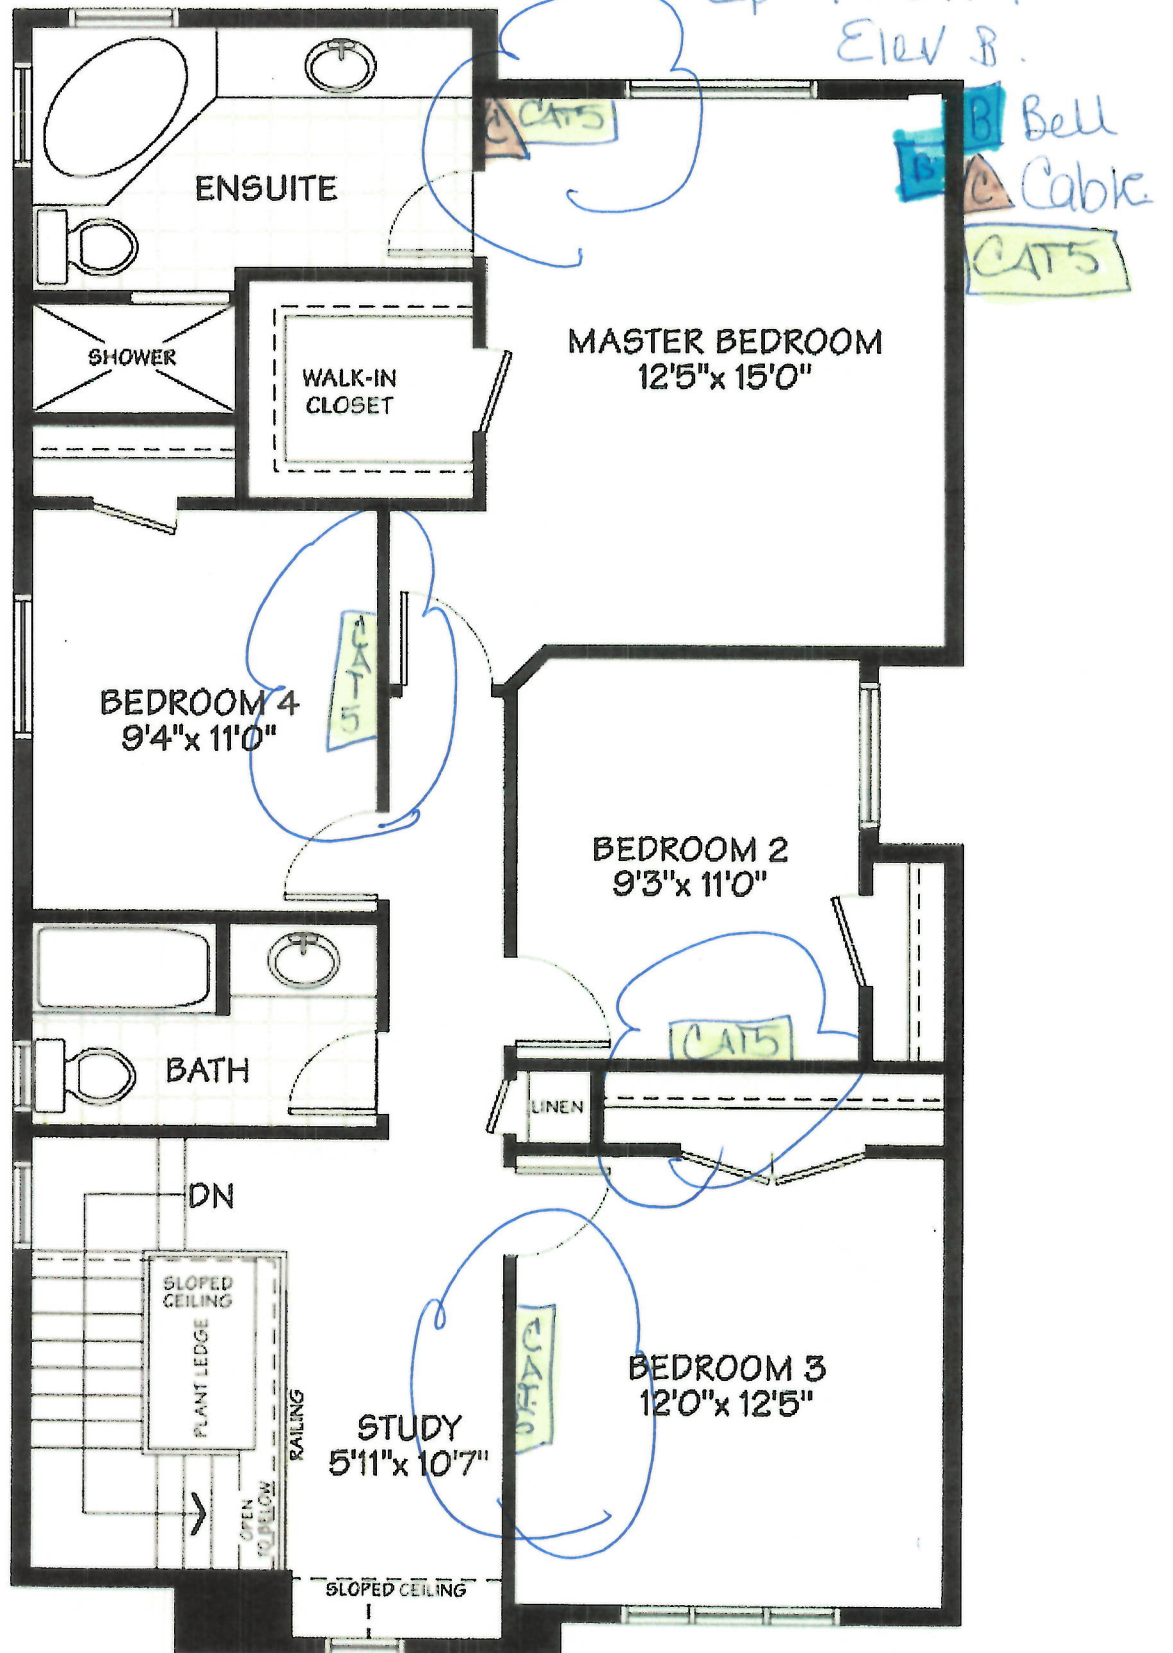 Elev B.
C CAT5
B Bell
B
C Cable
CAT5
ENSUITE
MASTER BEDROOM
12'5"x 15'0"
SHOWER
WALK-IN
CLOSET
CAT5
BEDROOM 4
9'4"x 11'0"
BEDROOM 2
9'3"x 11'0"
CAT5
BATH
LINEN
DN
SLOPED
CEILING
PLANT LEDGE
RAILING
CAT5
BEDROOM 3
12'0"x 12'5"
STUDY
5'11"x 10'7"
OPEN
TO BELOW
SLOPED CEILING